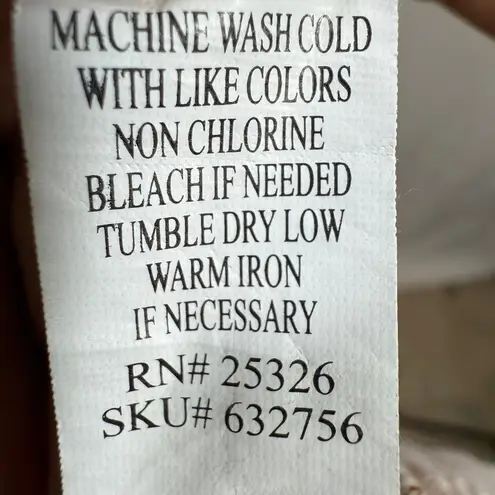 MACHINE WASH COLD
WITH LIKE COLORS
NON CHLORINE
BLEACH IF NEEDED
TUMBLE DRY LOW
WARM IRON
IF NECESSARY
RN# 25326
SKU# 632756